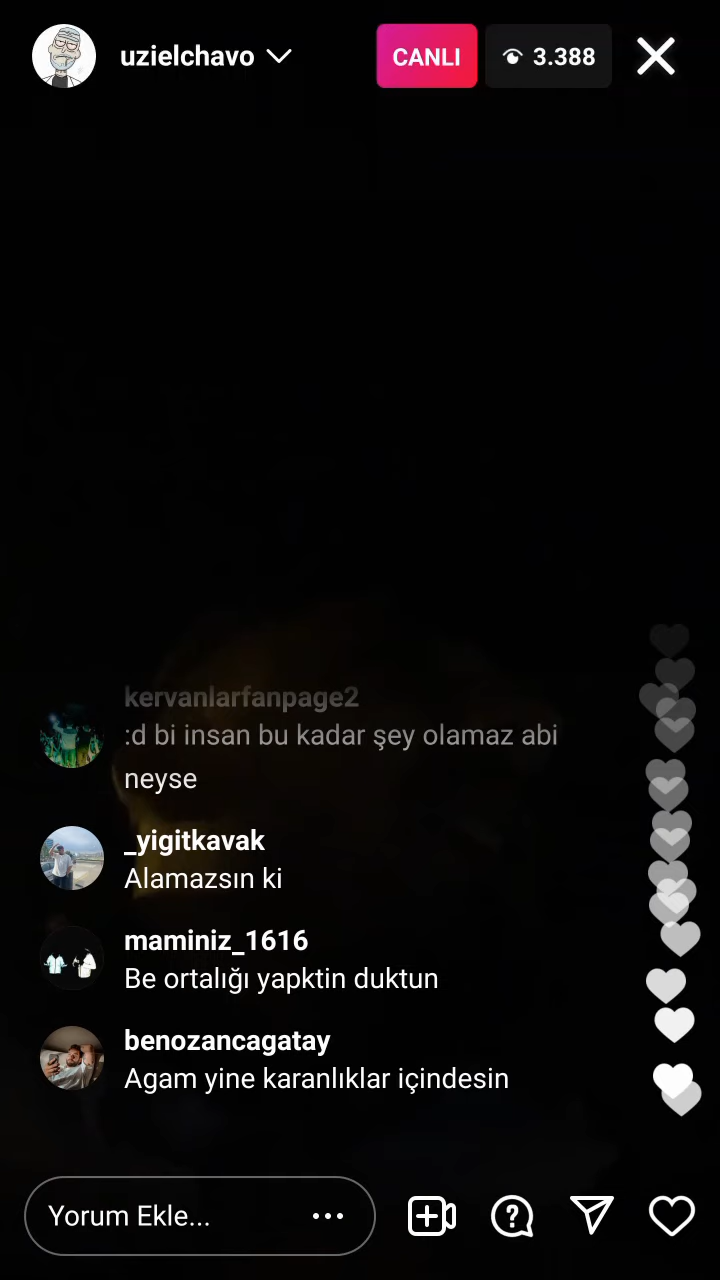 uzielchavo
CANLI
3.388
kervanlarfanpage2
:d bi insan bu kadar şey olamaz abi
neyse
_yigitkavak
Alamazsın ki
maminiz_1616
Be ortalığı yapktin duktun
benozancagatay
Agam yine karanlıklar içindesin
Yorum Ekle...